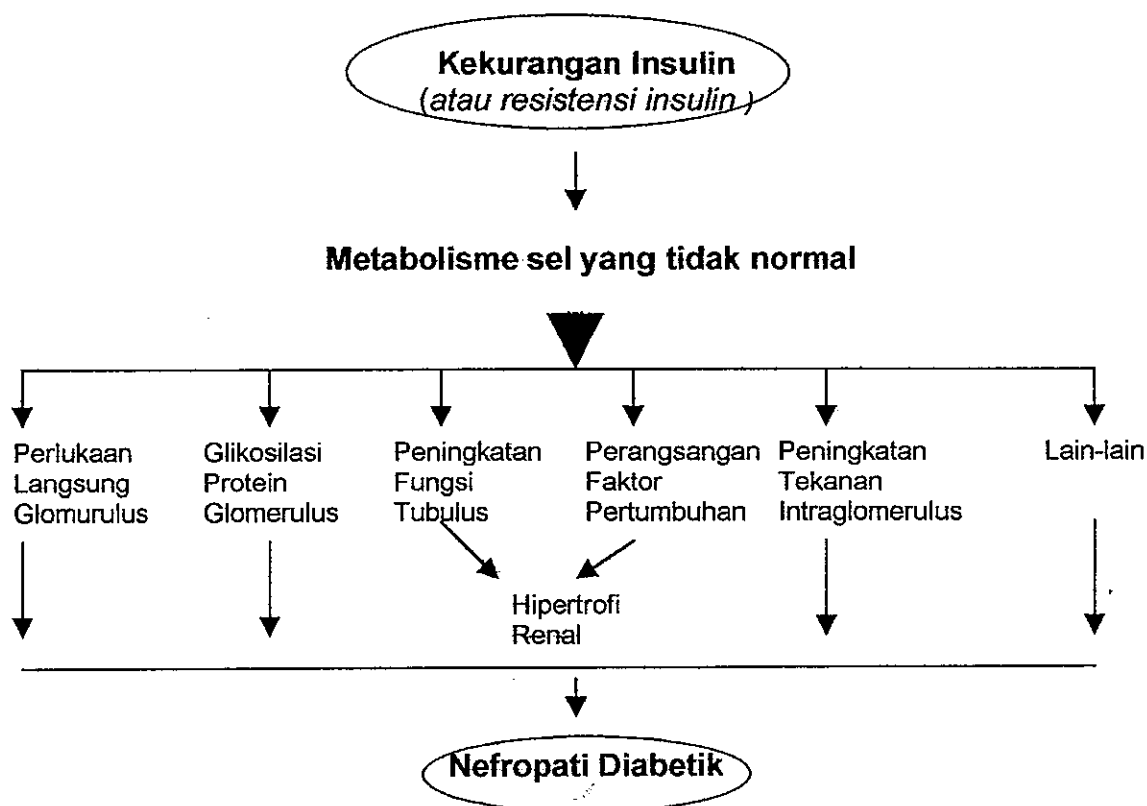 Kekurangan Insulin
(atau resistensi insulin )
Metabolisme sel yang tidak normal
Perlukaan
Langsung
Glomurulus
Glikosilasi
Protein
Glomerulus
Peningkatan
Fungsi
Tubulus
Perangsangan
Faktor
Pertumbuhan
Peningkatan
Tekanan
Intraglomerulus
Lain-lain
Hipertrofi
Renal
Nefropati Diabetik